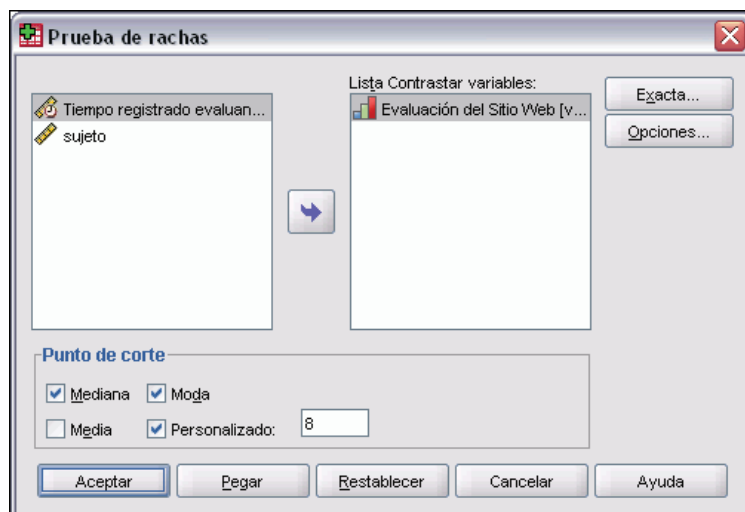 Prueba de rachas
Lista Contrastar variables:
Tiempo registrado evaluan...
sujeto
Evaluación del Sitio Web [v...
Exacta...
Opciones...
Punto de corte
Mediana
Moda
Media
Personalizado:
8
Aceptar
Pegar
Restablecer
Cancelar
Ayuda